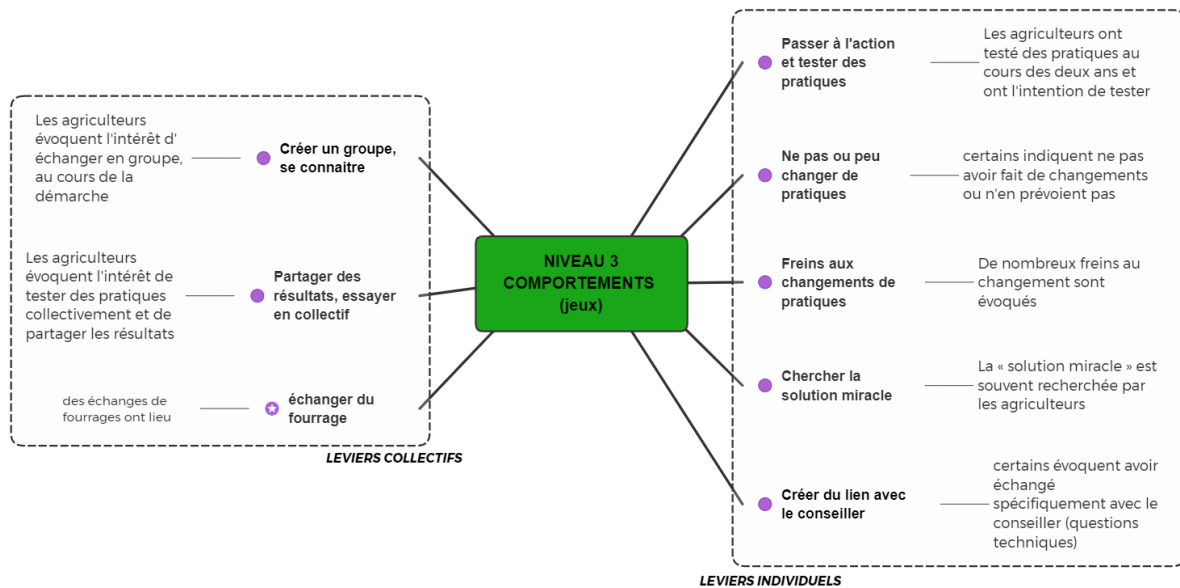 Les agriculteurs
évoquent l'intérêt d'
échanger en groupe,
au cours de la
démarche
Créer un groupe,
se connaitre
Les agriculteurs
évoquent l'intérêt de
tester des pratiques
collectivement et de
partager les résultats
Partager des
résultats, essayer
en collectif
des échanges de
fourrages ont lieu
échanger du
fourrage
LEVIERS COLLECTIFS
NIVEAU 3
COMPORTEMENTS
(jeux)
Passer à l'action
et tester des
pratiques
Les agriculteurs ont
testé des pratiques au
cours des deux ans et
ont l'intention de tester
Ne pas ou peu
changer de
pratiques
certains indiquent ne pas
avoir fait de changements
ou n'en prévoient pas
Freins aux
changements de
pratiques
De nombreux freins au
changement sont
évoqués
Chercher la
solution miracle
La « solution miracle » est
souvent recherchée par
les agriculteurs
Créer du lien avec
le conseiller
certains évoquent avoir
échangé
spécifiquement avec le
conseiller (questions
techniques)
LEVIERS INDIVIDUELS